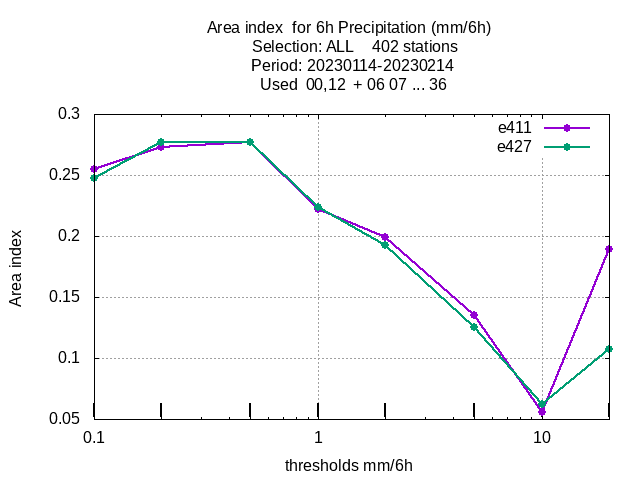 Area index  for 6h Precipitation (mm/6h)
Selection: ALL    402 stations
Period: 20230114-20230214
Used  00,12  + 06 07 ... 36
e411
e427
0.3
0.25
0.2
0.15
0.1
0.05
Area index
0.1
1
10
thresholds mm/6h